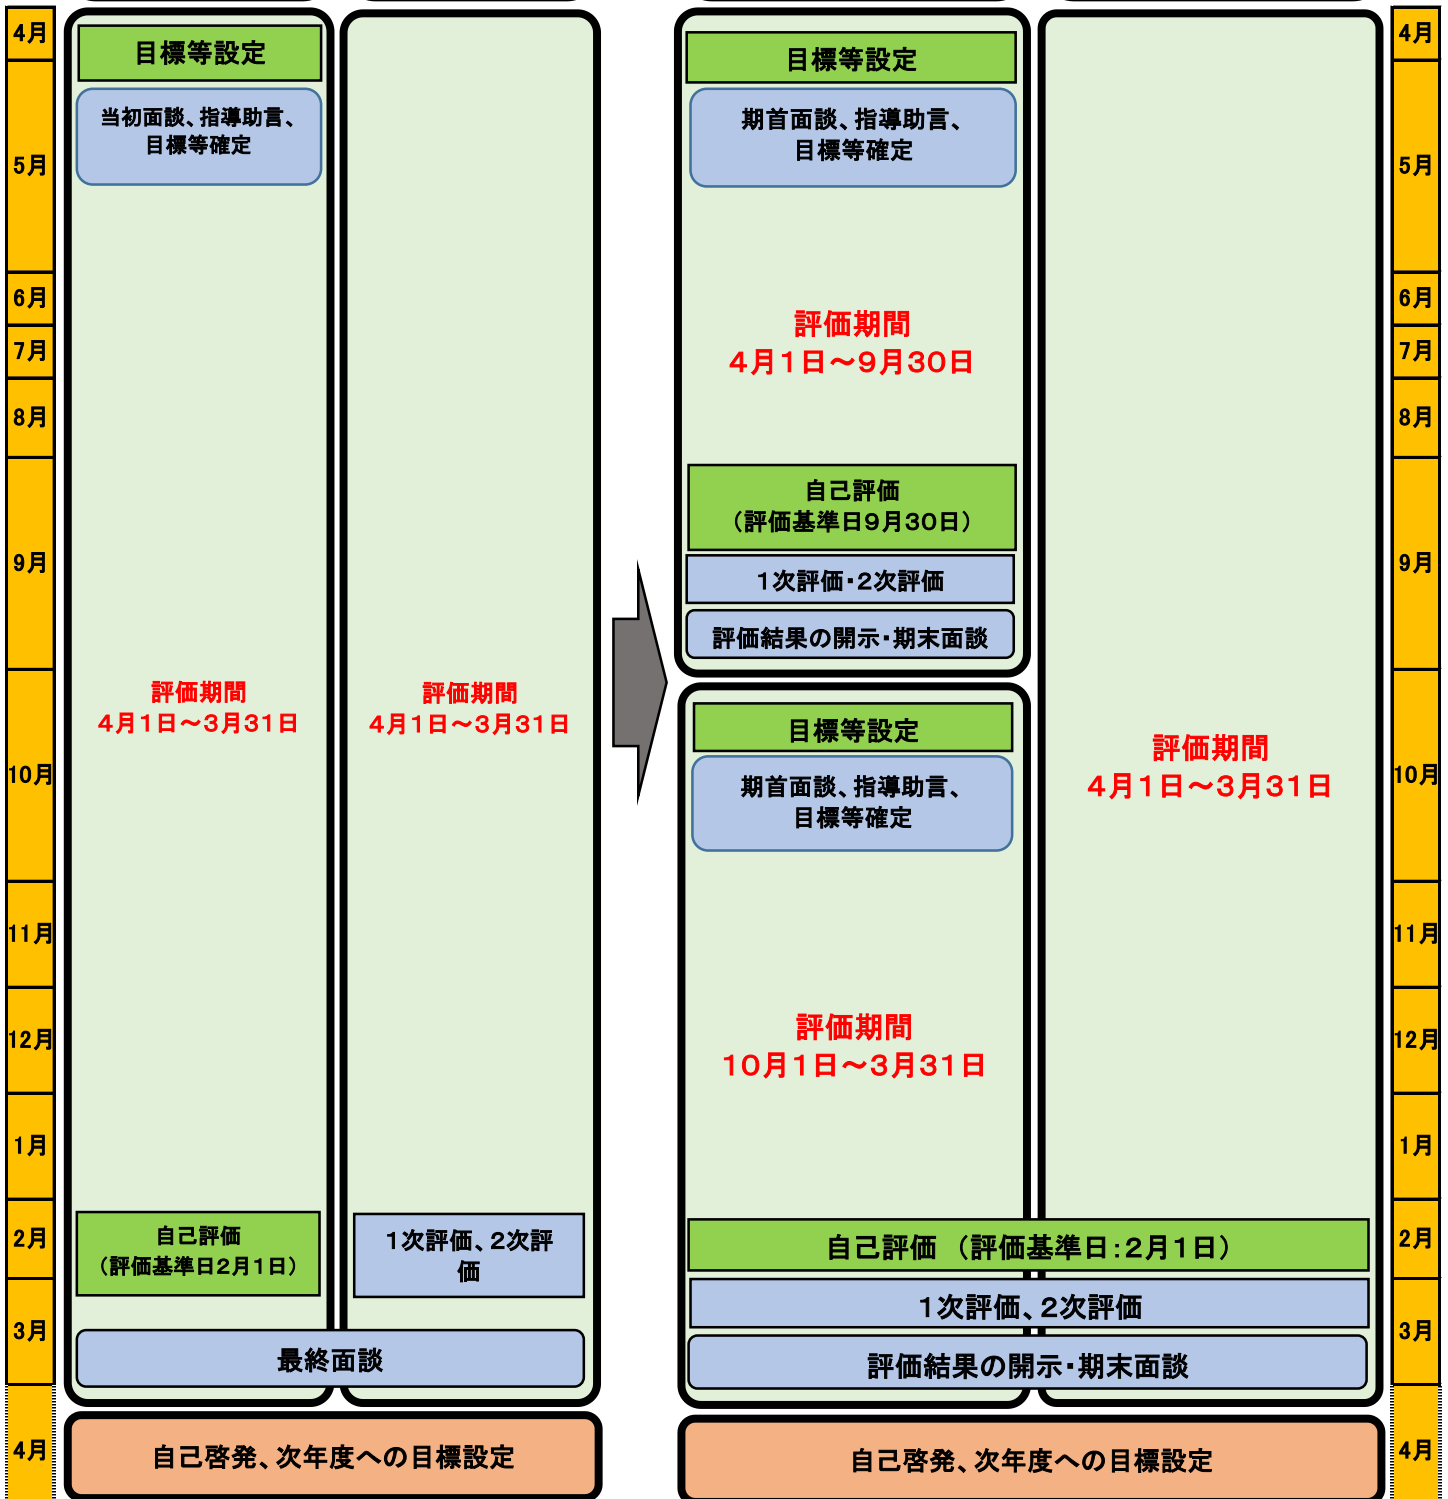 4月
5月
6月
7月
8月
9月
10月
11月
12月
1月
2月
3月
4月
目標等設定
当初面談、指導助言、
目標等確定
評価期間
4月1日～3月31日
自己評価
（評価基準日2月1日）
評価期間
4月1日～3月31日
1次評価、2次評
価
最終面談
自己啓発、次年度への目標設定
目標等設定
期首面談、指導助言、
目標等確定
評価期間
4月1日～9月30日
自己評価
（評価基準日9月30日）
1次評価・2次評価
評価結果の開示・期末面談
目標等設定
期首面談、指導助言、
目標等確定
評価期間
10月1日～3月31日
評価期間
4月1日～3月31日
自己評価 （評価基準日：2月1日）
1次評価、2次評価
評価結果の開示・期末面談
自己啓発、次年度への目標設定
4月
5月
6月
7月
8月
9月
10月
11月
12月
1月
2月
3月
4月